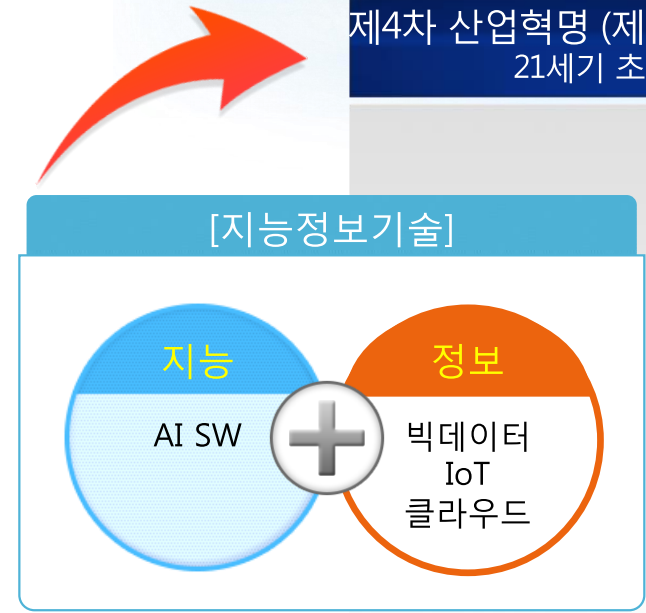 제4차 산업혁명 (제
21세기 초
[지능정보기술]
지능
AI SW
정보
빅데이터
IoT
클라우드